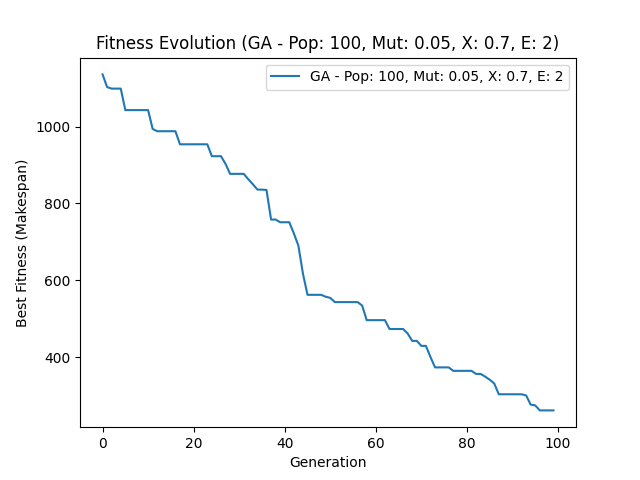 Fitness Evolution (GA - Pop: 100, Mut: 0.05, X: 0.7, E: 2)
GA - Pop: 100, Mut: 0.05, X: 0.7, E: 2
Best Fitness (Makespan)
1000
800
600
400
0 20 40 60 80 100
Generation